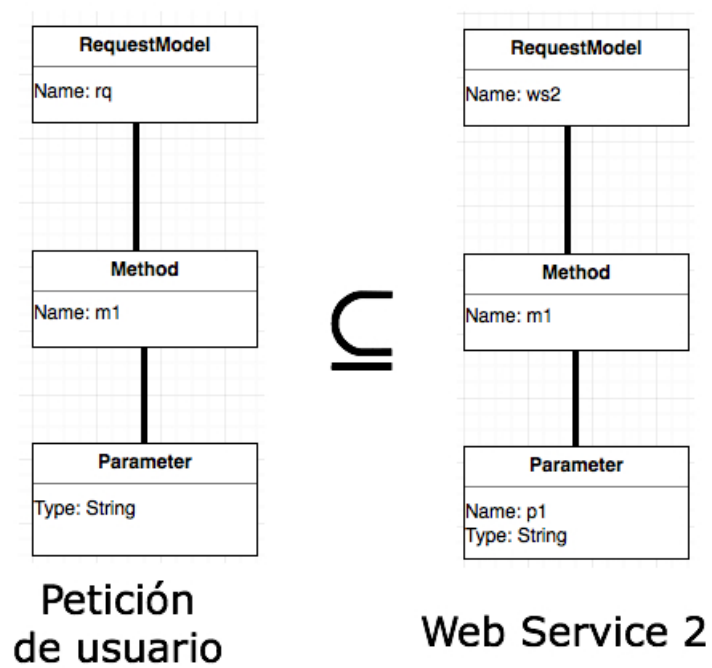 RequestModel
Name: rq
Method
Name: m1
Parameter
Type: String
Petición
de usuario
⊆
RequestModel
Name: ws2
Method
Name: m1
Parameter
Name: p1
Type: String
Web Service 2